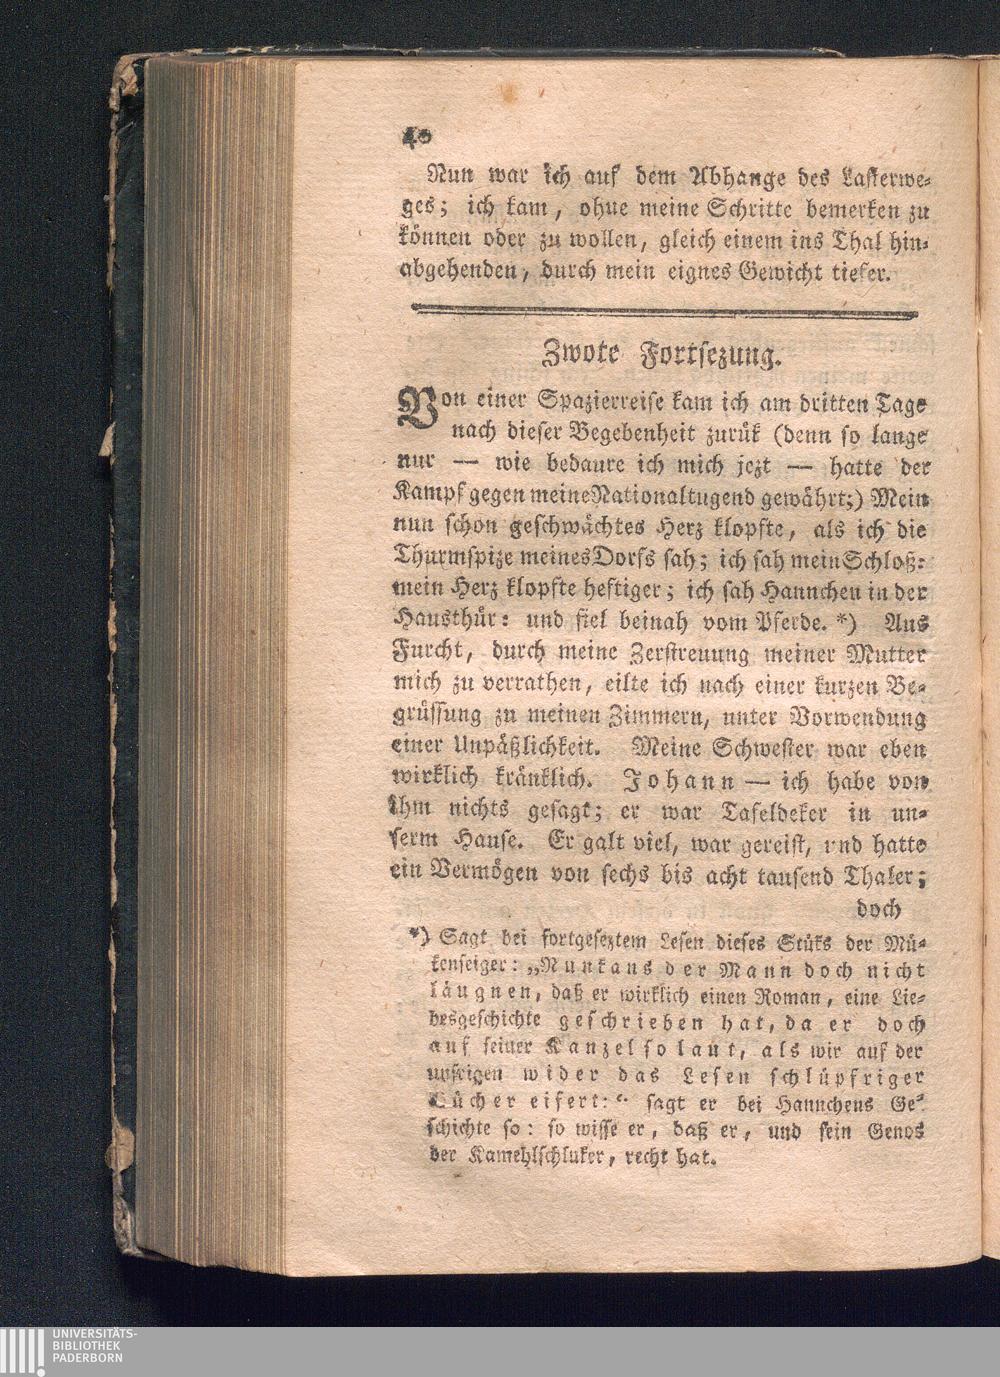 40
Nun war ich auf dem Abhange des Lasterwe-
ges; ich kam, ohne meine Schritte bemerken zu
können oder zu wollen, gleich einem ins Thal hin-
abgehenden, durch mein eignes Gewicht tiefer.
Zwote Fortsezung.
Von einer Spazierreise kam ich am dritten Tage
nach dieser Begebenheit zurük (denn so lange
nur — wie bedaure ich mich jezt — hatte der
Kampf gegen meine Nationaltugend gewährt;) Mein
nun schon geschwächtes Herz klopfte, als ich die
Thurmspize meines Dorfs sah; ich sah mein Schloß:
mein Herz klopfte heftiger; ich sah Hannchen in der
Hausthür: und fiel beinah vom Pferde. *) Aus
Furcht, durch meine Zerstreuung meiner Mutter
mich zu verrathen, eilte ich nach einer kurzen Be-
grüssung zu meinen Zimmern, unter Vorwendung
einer Unpäßlichkeit. Meine Schwester war eben
wirklich kränklich. Johann — ich habe von
ihm nichts gesagt; er war Tafeldeker in un-
serm Hause. Er galt viel, war gereist, und hatte
ein Vermögen von sechs bis acht tausend Thaler;
doch
*) Sagt bei fortgeseztem Lesen dieses Stüks der Mü-
kenseiger: „Nun kans der Mann doch nicht
läugnen, daß er wirklich einen Roman, eine Lie-
besgeschichte geschrieben hat, da er doch
auf seiner Kanzel so laut, als wir auf der
unsrigen wider das Lesen schlüpfriger
Bücher eifert:“ sagt er bei Hannchens Ge-
schichte so: so wisse er, daß er, und sein Genos
der Kamehlschluker, recht hat.
UNIVERSITÄTS-
BIBLIOTHEK
PADERBORN